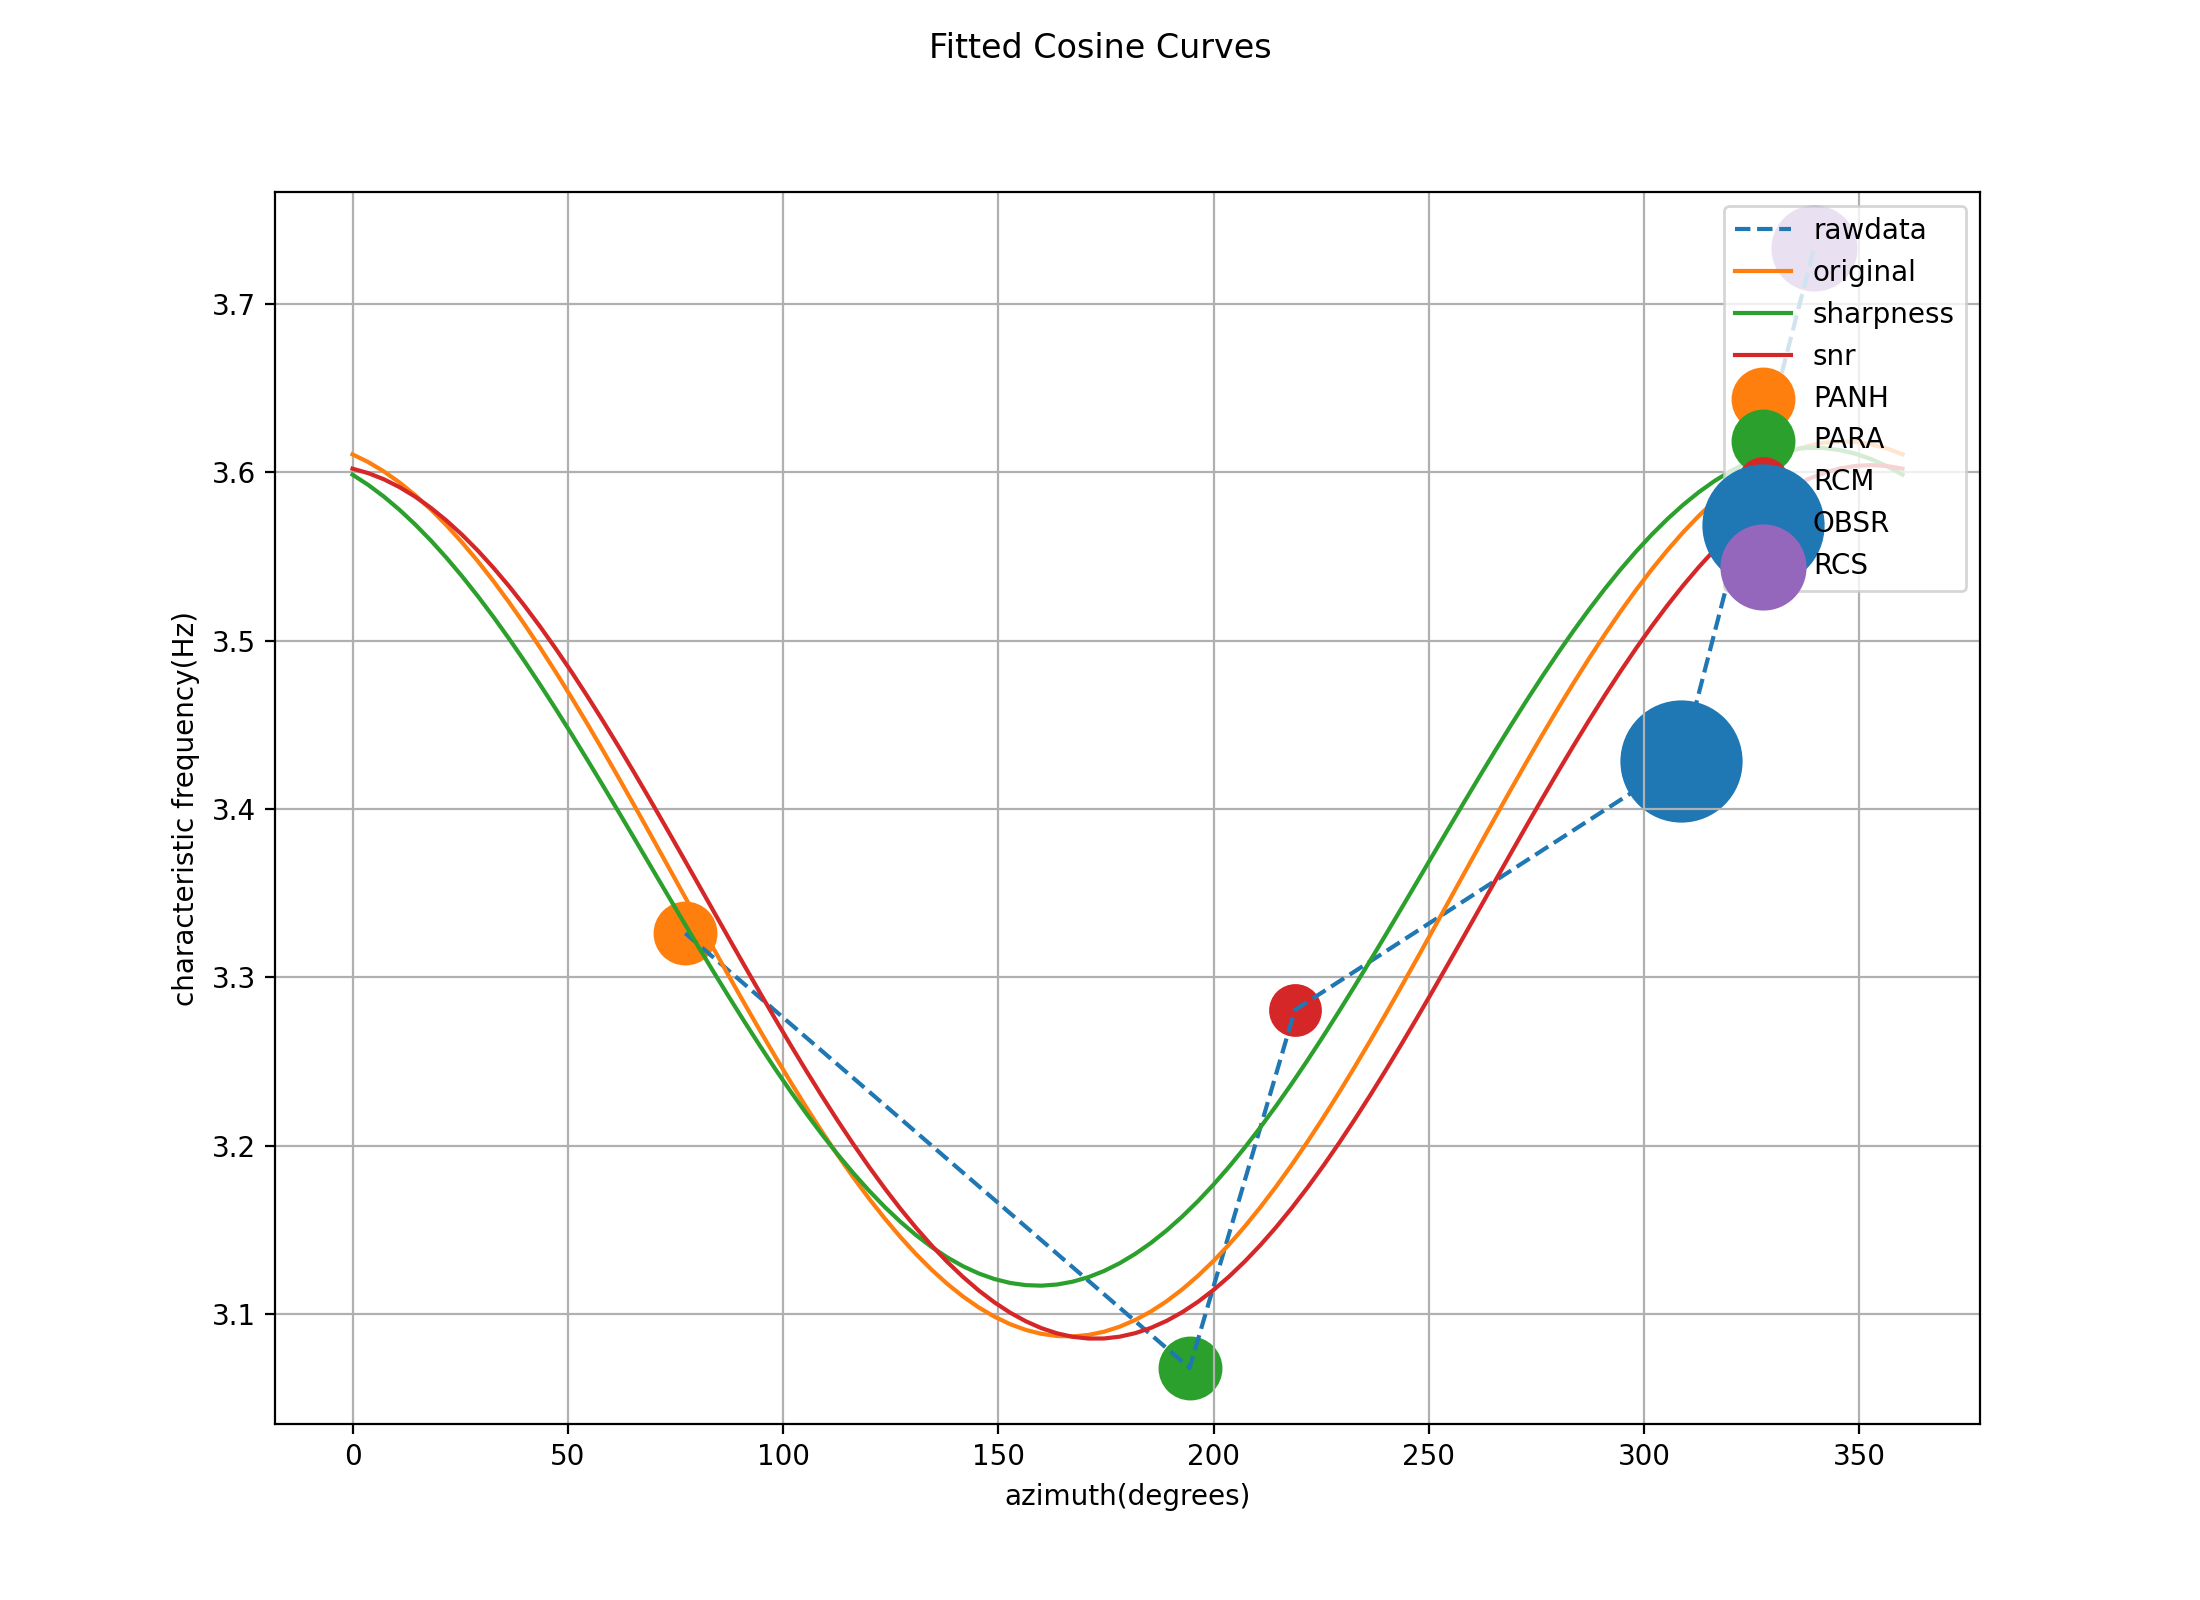 Fitted Cosine Curves
rawdata
original
sharpness
snr
PANH
PARA
RCM
OBSR
RCS
characteristic frequency(Hz)
3.7
3.6
3.5
3.4
3.3
3.2
3.1
0 50 100 150 200 250 300 350
azimuth(degrees)